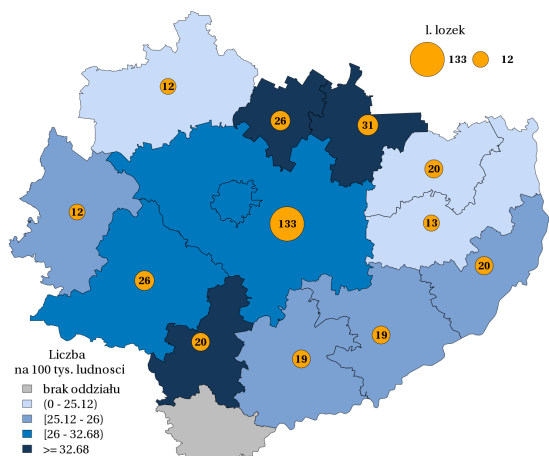 l. lozek
133 12
12
26
31
20
12
13
133
20
26
19
20
19
Liczba
na 100 tys. ludnosci
brak oddziału
(0 - 25.12)
[25.12 - 26)
[26 - 32.68)
>= 32.68